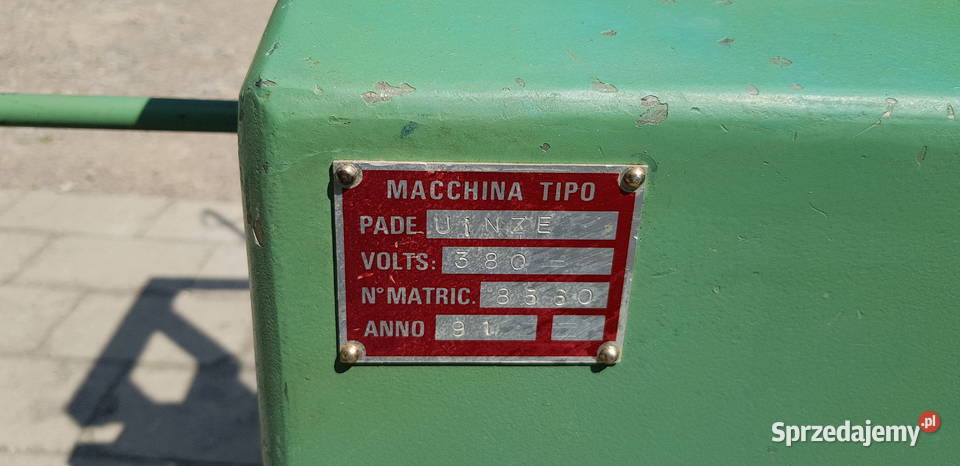 MACCHINA TIPO
PADE UiNZE
VOLTS: 380 -
N° MATRIC. 8560
ANNO 91 -
Sprzedajemy.pl